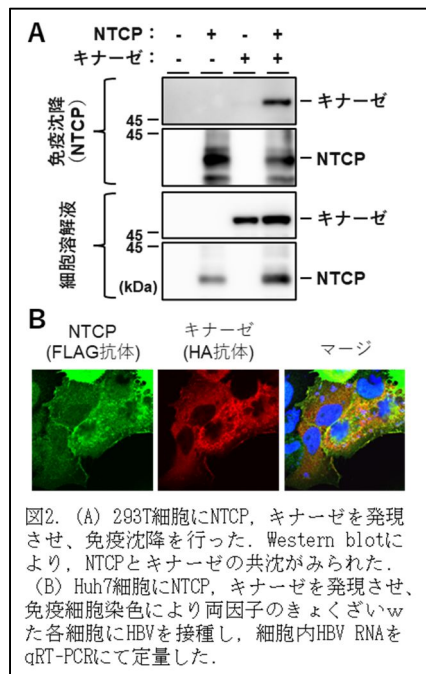 A
NTCP： - + - +
キナーゼ： - - + +
免疫沈降
(NTCP)
キナーゼ
45
45
NTCP
細胞溶解液
キナーゼ
45
45
NTCP
(kDa)
B
NTCP
(FLAG抗体)
キナーゼ
(HA抗体)
マージ
図2. (A) 293T細胞にNTCP，キナーゼを発現
させ、免疫沈降を行った．Western blotに
より，NTCPとキナーゼの共沈がみられた．
(B) Huh7細胞にNTCP，キナーゼを発現させ、
免疫細胞染色により両因子のきょくざいw
た各細胞にHBVを接種し，細胞内HBV RNAを
qRT-PCRにて定量した．